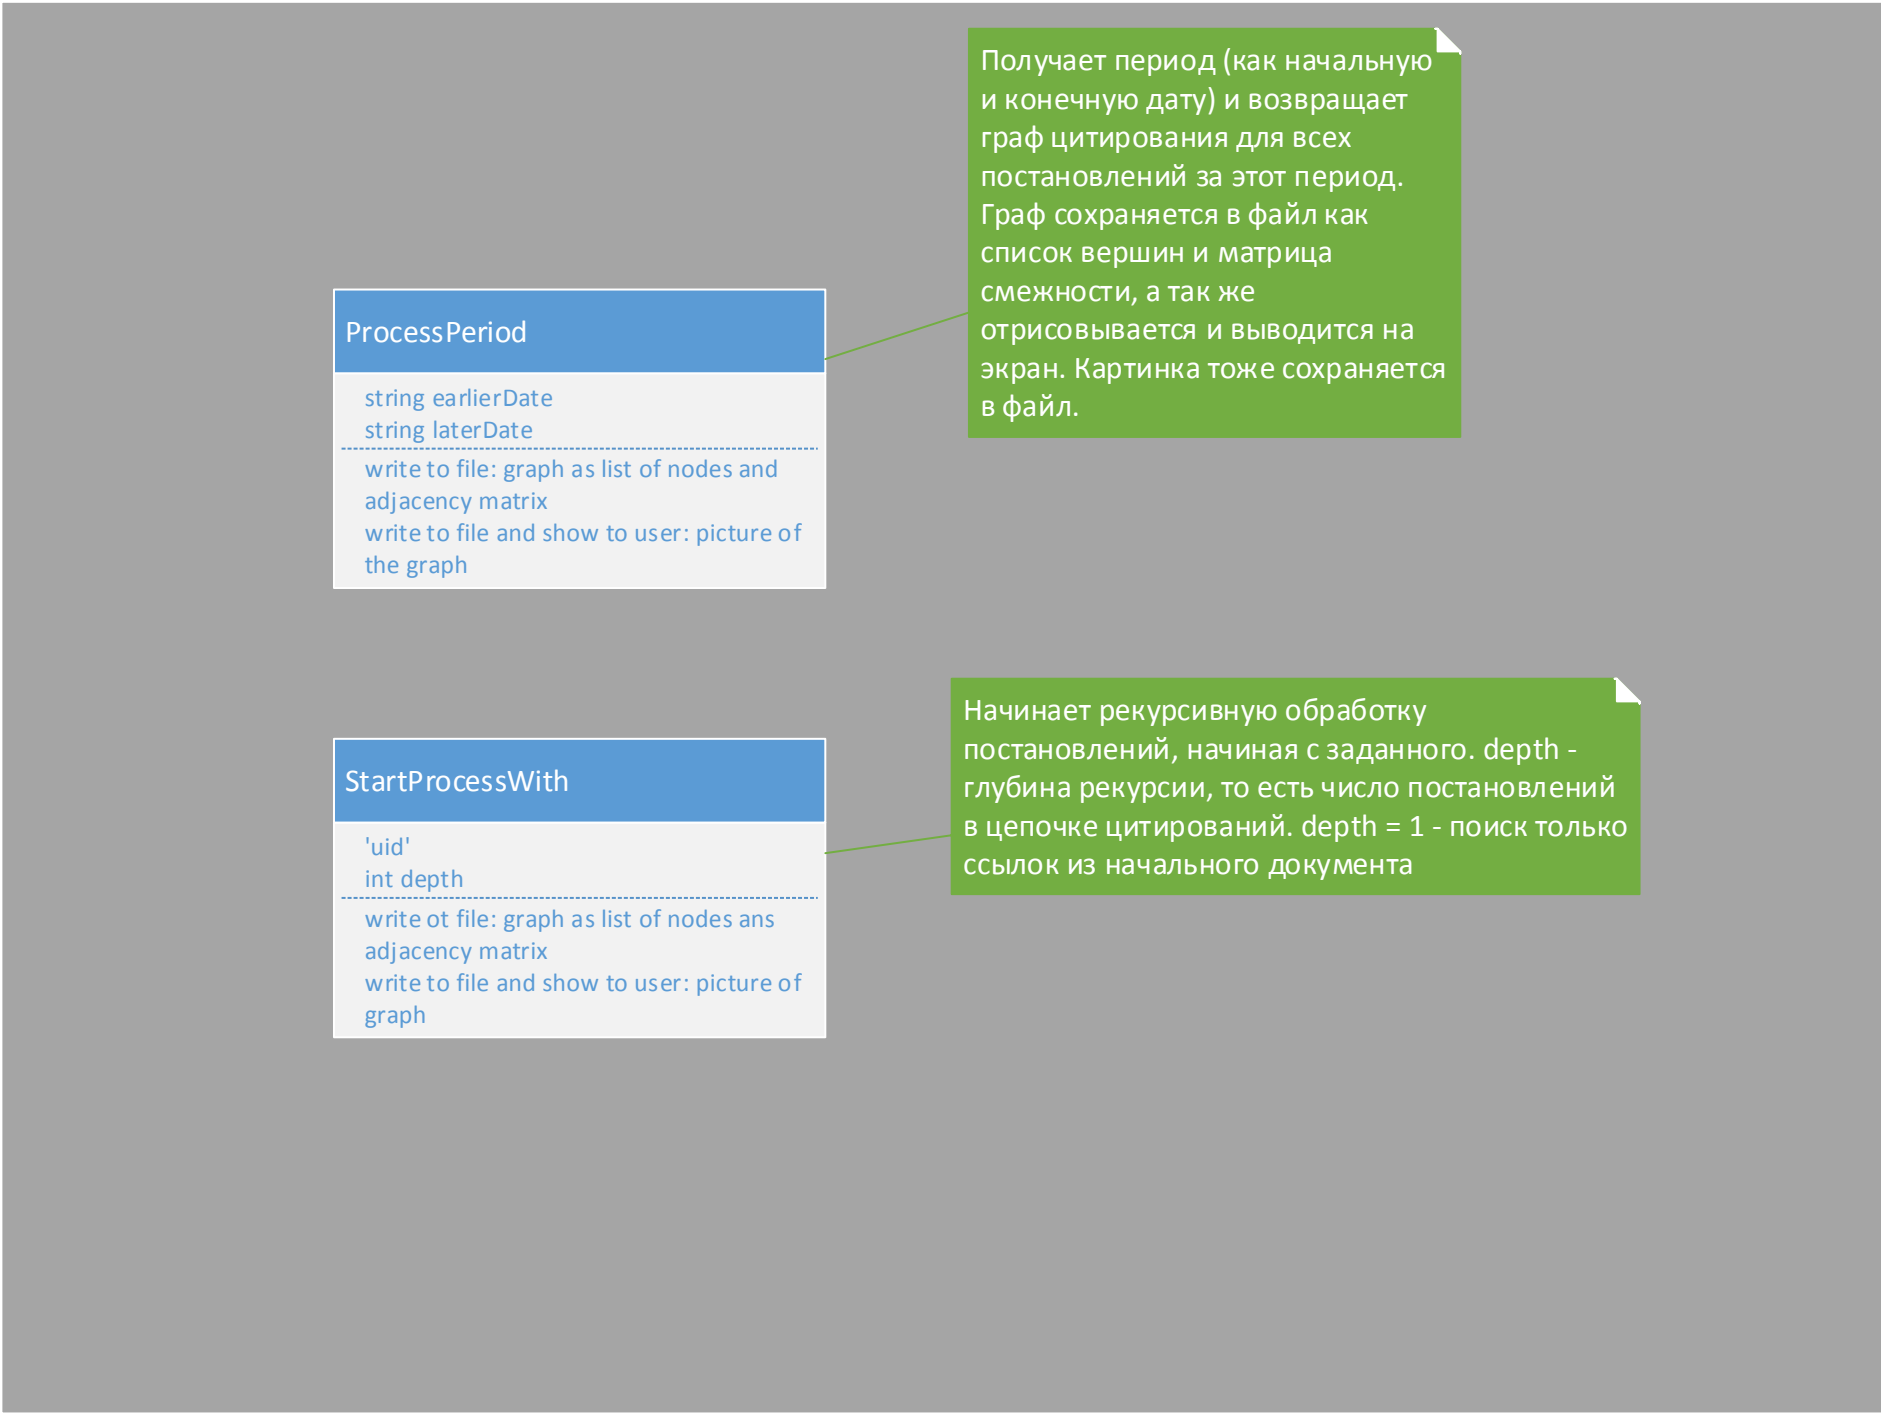 Получает период (как начальную
и конечную дату) и возвращает
граф цитирования для всех
постановлений за этот период.
Граф сохраняется в файл как
список вершин и матрица
смежности, а так же
отрисовывается и выводится на
экран. Картинка тоже сохраняется
в файл.
ProcessPeriod
string earlierDate
string laterDate
write to file: graph as list of nodes and
adjacency matrix
write to file and show to user: picture of
the graph
Начинает рекурсивную обработку
постановлений, начиная с заданного. depth -
глубина рекурсии, то есть число постановлений
в цепочке цитирований. depth = 1 - поиск только
ссылок из начального документа
StartProcessWith
'uid'
int depth
write ot file: graph as list of nodes ans
adjacency matrix
write to file and show to user: picture of
graph